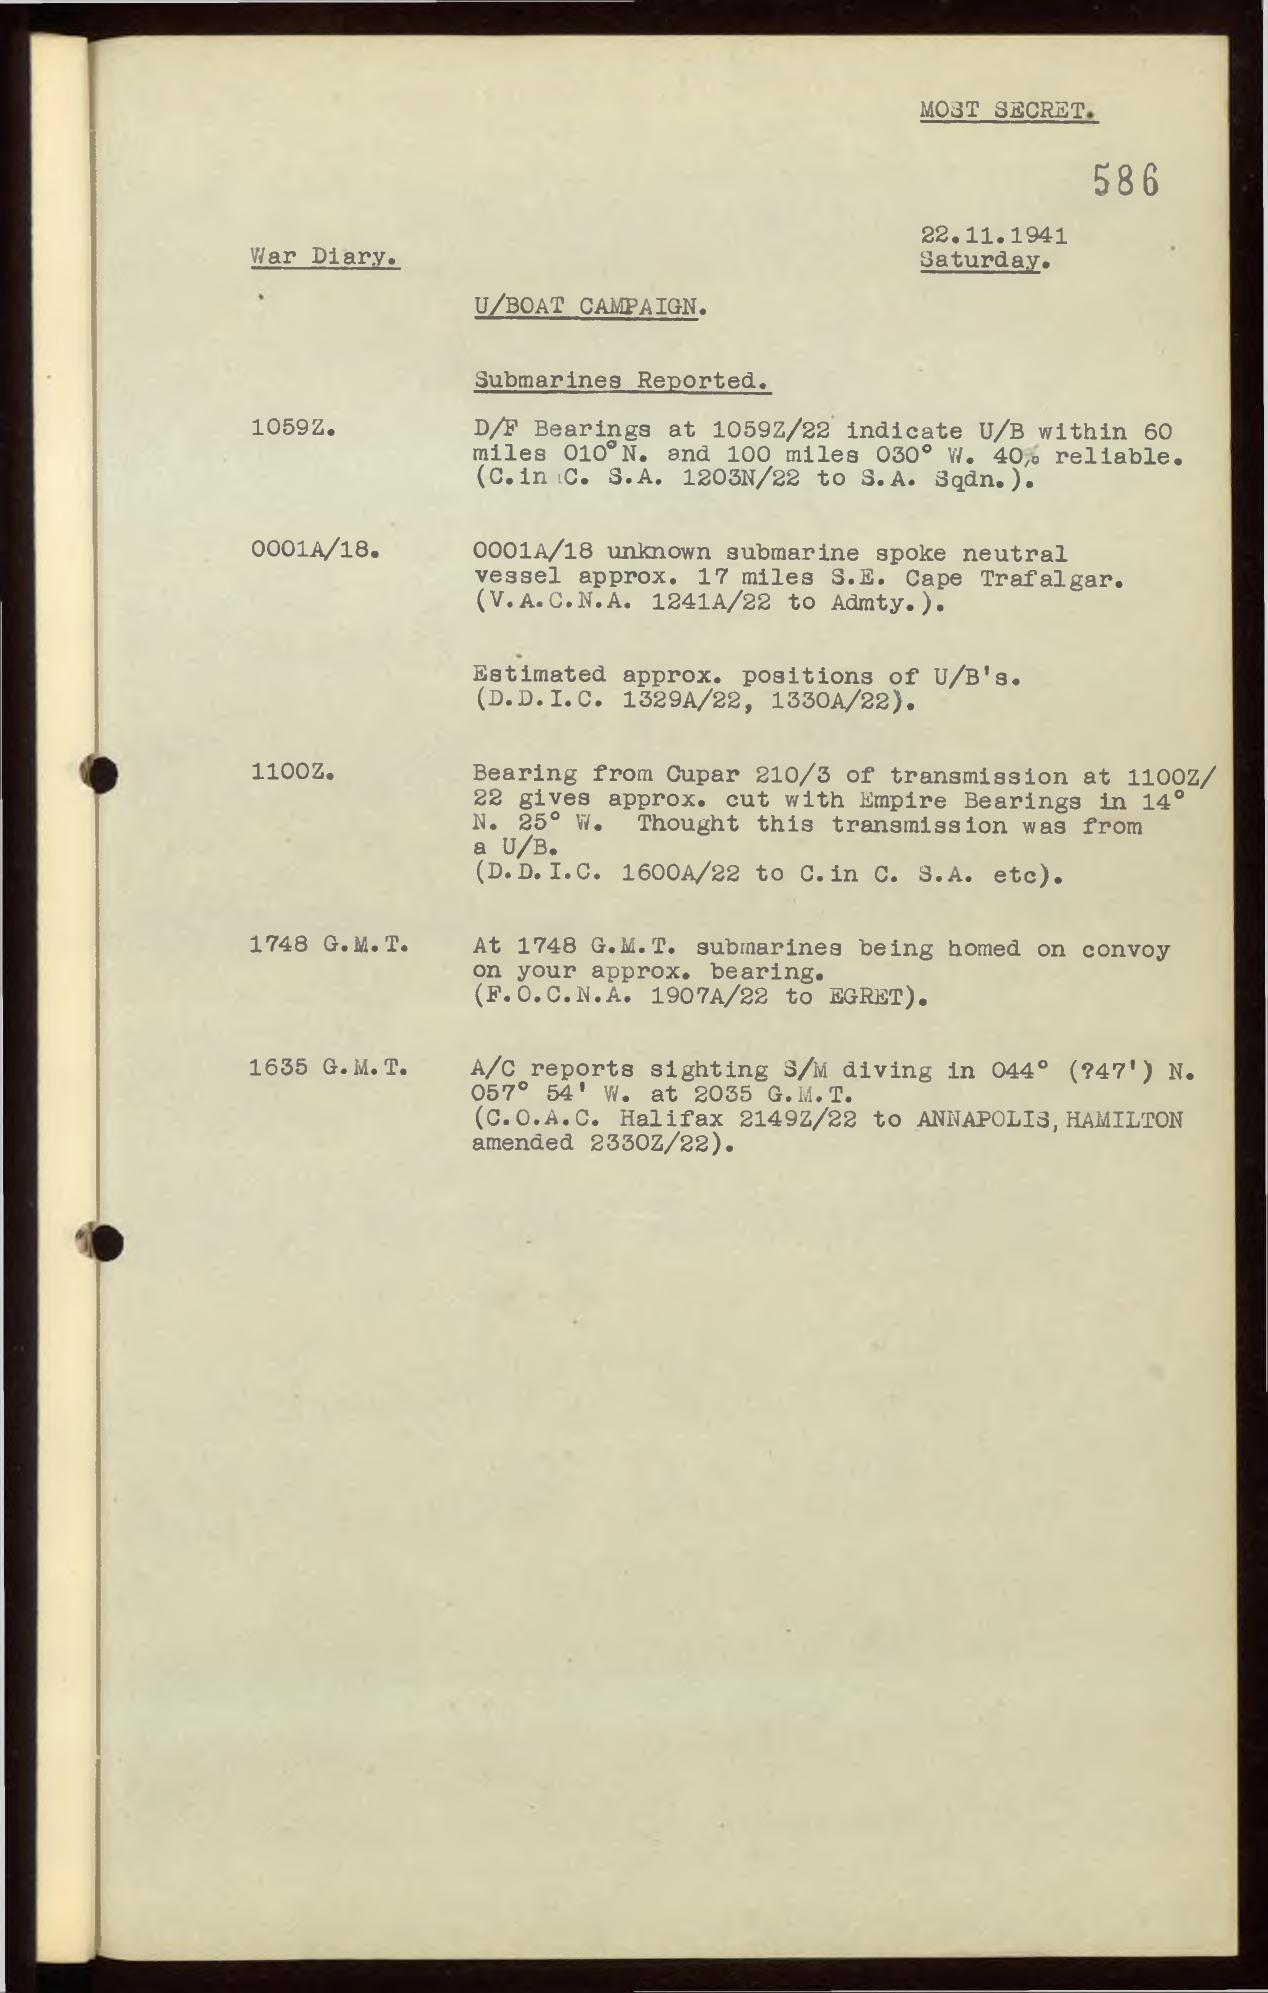 MOST SECRET.
586
22.11.1941
War Diary.
Saturday.
U/BOAT CAMPAIGN.
Submarines Reported.
1059Z.
D/F Bearings at 1059Z/22 indicate U/B within 60
miles 010° N. and 100 miles 030° W. 40% reliable.
(C.in C. S.A. 1203N/22 to S.A. Sqdn.).
0001A/18.
0001A/18 unknown submarine spoke neutral
vessel approx. 17 miles S.E. Cape Trafalgar.
(V.A.C.N.A. 1241A/22 to Admty.).
Estimated approx. positions of U/B's.
(D.D.I.C. 1329A/22, 1330A/22).
1100Z.
Bearing from Cupar 210/3 of transmission at 1100Z/
22 gives approx. cut with Empire Bearings in 14°
N. 25° W. Thought this transmission was from
a U/B.
(D.D.I.C. 1600A/22 to C.in C. S.A. etc).
1748 G.M.T.
At 1748 G.M.T. submarines being homed on convoy
on your approx. bearing.
(F.O.C.N.A. 1907A/22 to EGRET).
1635 G.M.T.
A/C reports sighting S/M diving in 044° (?47') N.
057° 54' W. at 2035 G.M.T.
(C.O.A.C. Halifax 2149Z/22 to ANNAPOLIS, HAMILTON
amended 2330Z/22).